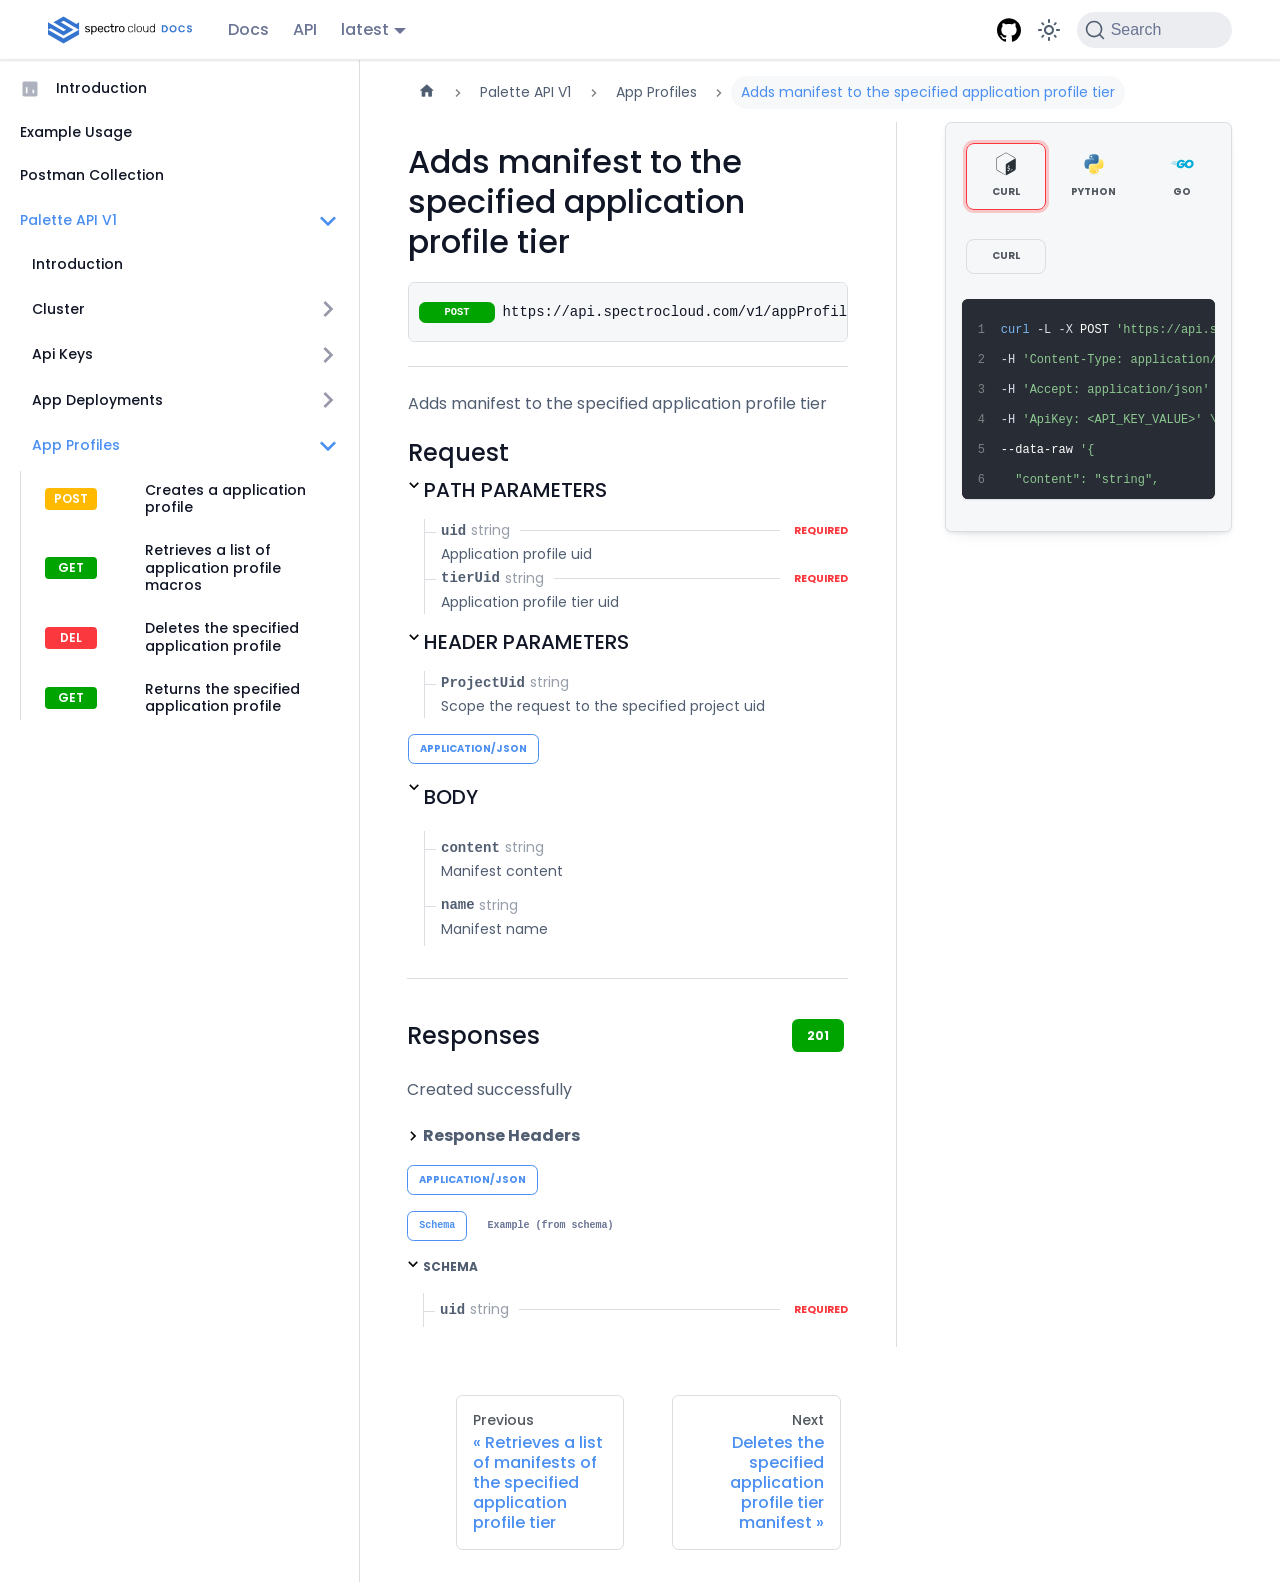 spectro cloud DOCS
Docs
API
latest
Search
Introduction
Example Usage
Postman Collection
Palette API V1
Introduction
Cluster
Api Keys
App Deployments
App Profiles
POST
Creates a application
profile
GET
Retrieves a list of
application profile
macros
DEL
Deletes the specified
application profile
GET
Returns the specified
application profile
Palette API V1
App Profiles
Adds manifest to the specified application profile tier
Adds manifest to the
specified application
profile tier
POST https://api.spectrocloud.com/v1/appProfil
Adds manifest to the specified application profile tier
Request
PATH PARAMETERS
uid string REQUIRED
Application profile uid
tierUid string REQUIRED
Application profile tier uid
HEADER PARAMETERS
ProjectUid string
Scope the request to the specified project uid
APPLICATION/JSON
BODY
content string
Manifest content
name string
Manifest name
Responses
201
Created successfully
Response Headers
APPLICATION/JSON
Schema
Example (from schema)
SCHEMA
uid string REQUIRED
Previous
« Retrieves a list
of manifests of
the specified
application
profile tier
Next
Deletes the
specified
application
profile tier
manifest »
CURL
PYTHON
GO
CURL
1 curl -L -X POST 'https://api.s
2 -H 'Content-Type: application/
3 -H 'Accept: application/json'
4 -H 'ApiKey: <API_KEY_VALUE>' \
5 --data-raw '{
6 "content": "string",